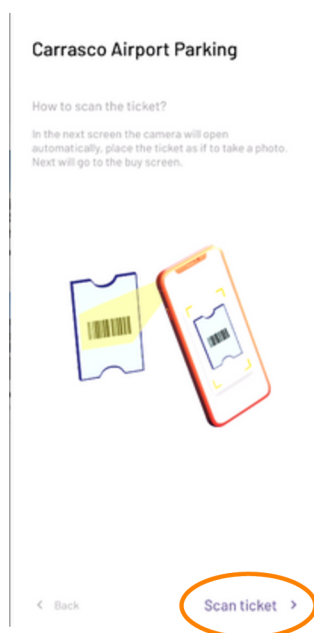 Carrasco Airport Parking
How to scan the ticket?
In the next screen the camera will open
automatically, place the ticket as if to take a photo.
Next will go to the buy screen.
< Back
Scan ticket >